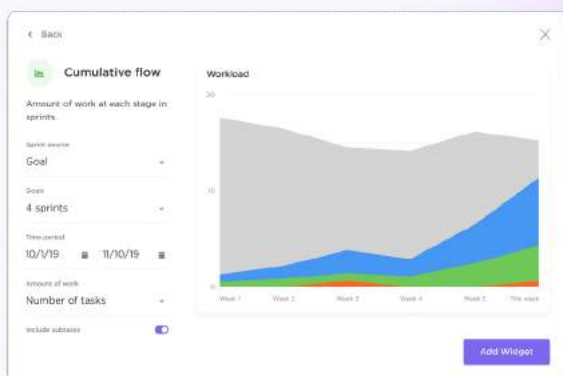 Back
Cumulative flow
Amount of work at each stage in
sprints.
Sprint source
Goal
Goals
4 sprints
Time period
10/1/19
11/10/19
Amount of work
Number of tasks
Include subtasks
Workload
20
10
0
Week 1
Week 2
Week 3
Week 4
Week 5
This week
Add Widget